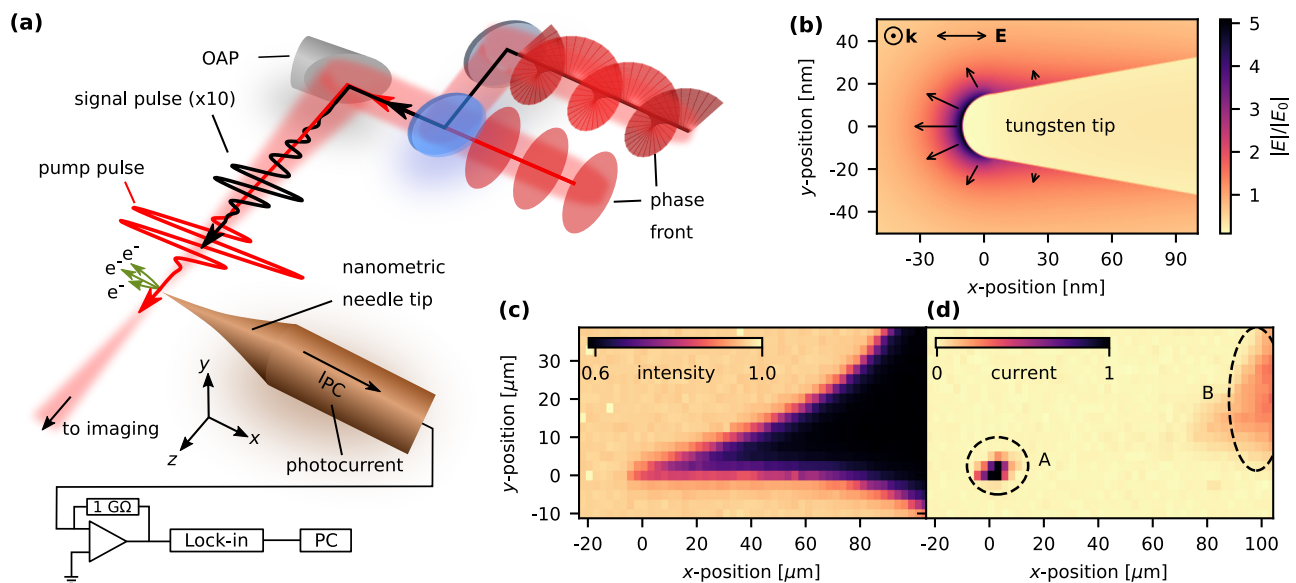 (a)
OAP
signal pulse (x10)
pump pulse
phase
front
e-
e-
e-
nanometric
needle tip
IPC
photocurrent
to imaging
y
x
z
1 GΩ
Lock-in
PC
(b)
k
E
tungsten tip
40
20
0
-20
-40
y-position [nm]
-30 0 30 60 90
x-position [nm]
5
4
3
2
1
|E|/|E0|
(c)
0.6 intensity 1.0
30
20
10
0
-10
y-position [μm]
-20 0 20 40 60 80
x-position [μm]
(d)
0 current 1
A
B
-20 0 20 40 60 80 100
x-position [μm]